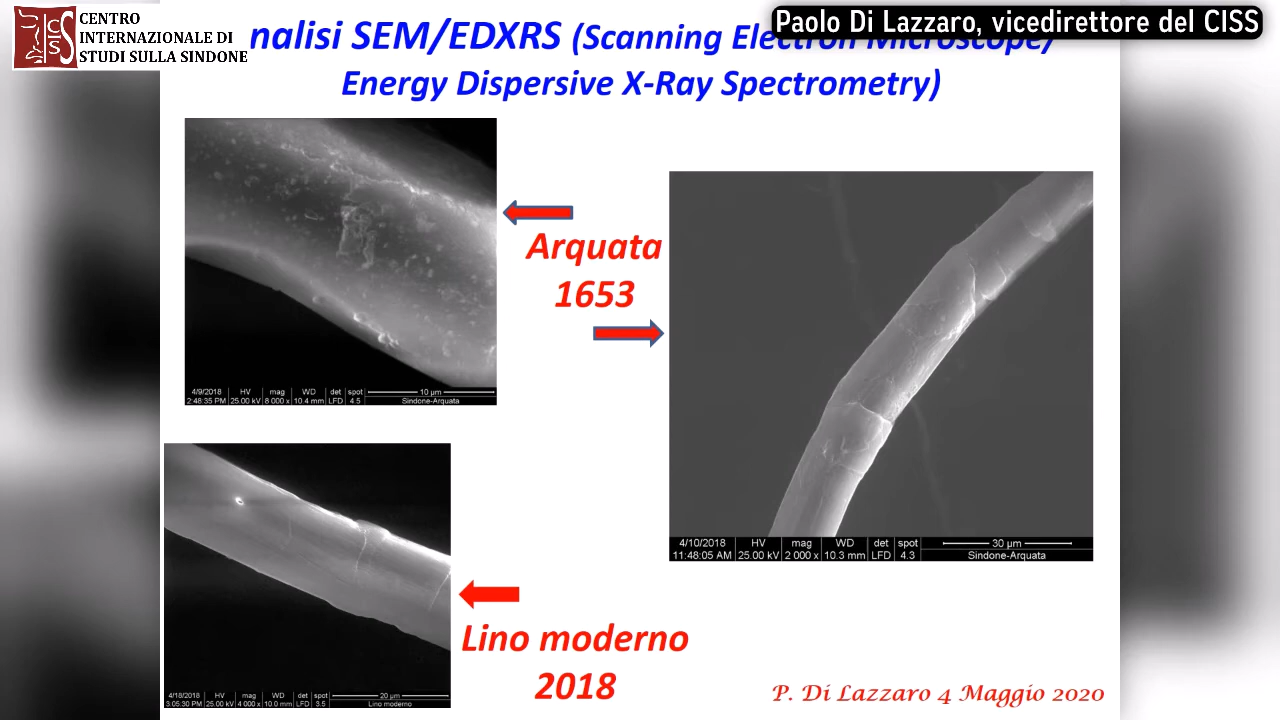 CENTRO
INTERNAZIONALE DI
STUDI SULLA SINDONE
Paolo Di Lazzaro, vicedirettore del CISS
nalisi SEM/EDXRS (Scanning Electron Microscope/
Energy Dispersive X-Ray Spectrometry)
Arquata
1653
4/9/2018 HV mag WD det spot 10 µm
2:48:35 PM 25.00 kV 8 000 x 10.4 mm LFD 4.5 Sindone-Arquata
4/10/2018 HV mag WD det spot 30 µm
11:48:05 AM 25.00 kV 2 000 x 10.3 mm LFD 4.3 Sindone-Arquata
Lino moderno
2018
4/18/2018 HV mag WD det spot 20 µm
3:05:30 PM 25.00 kV 4 000 x 10.0 mm LFD 3.5 Lino moderno
P. Di Lazzaro 4 Maggio 2020